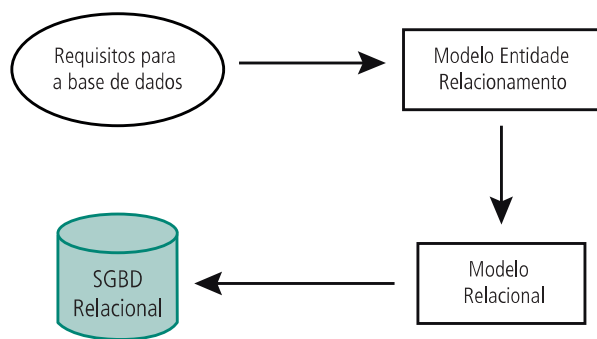 Requisitos para
a base de dados
Modelo Entidade
Relacionamento
Modelo
Relacional
SGBD
Relacional